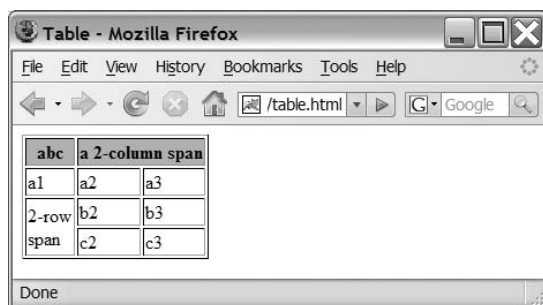 Table - Mozilla Firefox
File Edit View History Bookmarks Tools Help
/table.html G Google
abc a 2-column span
a1 a2 a3
2-row b2 b3
span c2 c3
Done